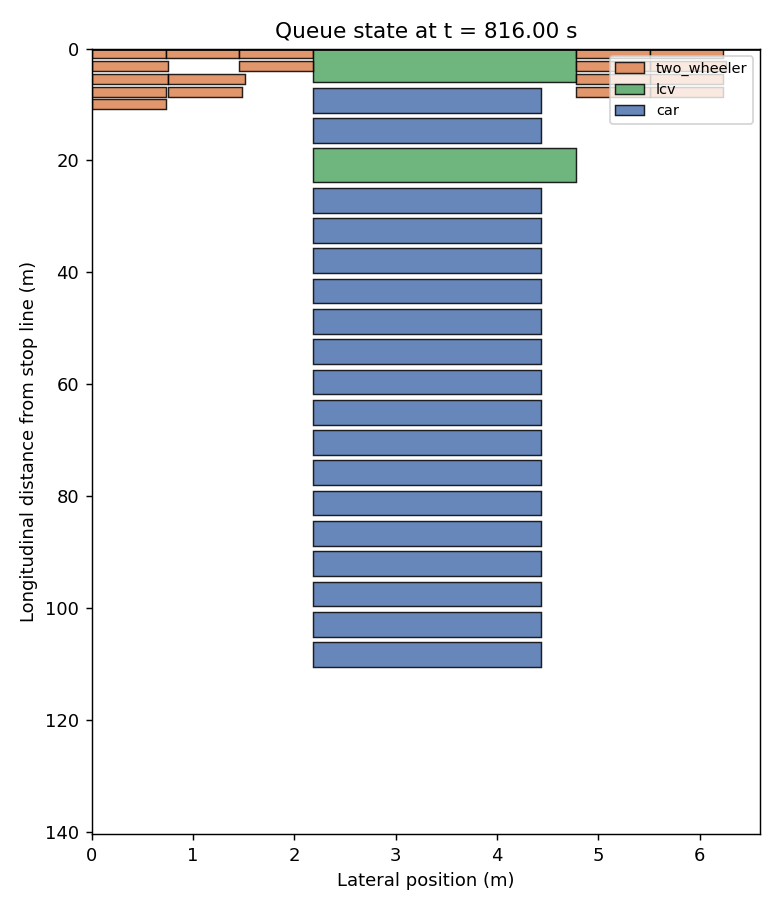 Queue state at t = 816.00 s
two_wheeler
lcv
car
Longitudinal distance from stop line (m)
0
20
40
60
80
100
120
140
0 1 2 3 4 5 6
Lateral position (m)